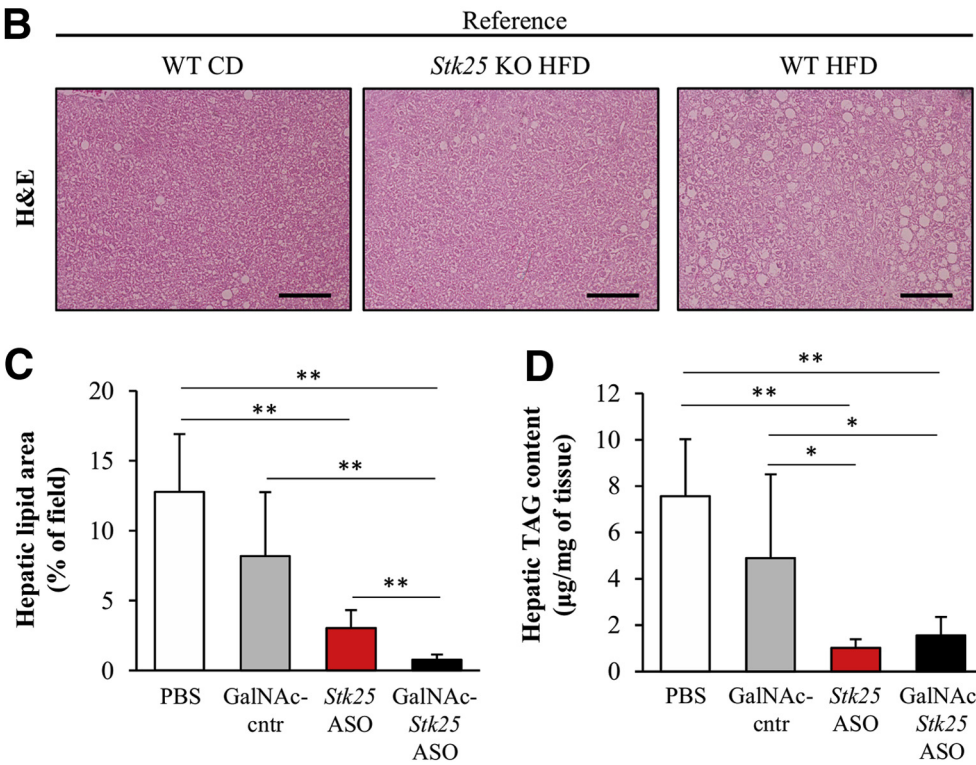 B
Reference
WT CD
Stk25 KO HFD
WT HFD
H&E
C
Hepatic lipid area
(% of field)
20
15
10
5
0
**
**
**
**
PBS
GalNAc-
cntr
Stk25
ASO
GalNAc-
Stk25
ASO
D
Hepatic TAG content
(µg/mg of tissue)
12
10
8
6
4
2
0
**
**
*
*
PBS
GalNAc-
cntr
Stk25
ASO
GalNAc
Stk25
ASO